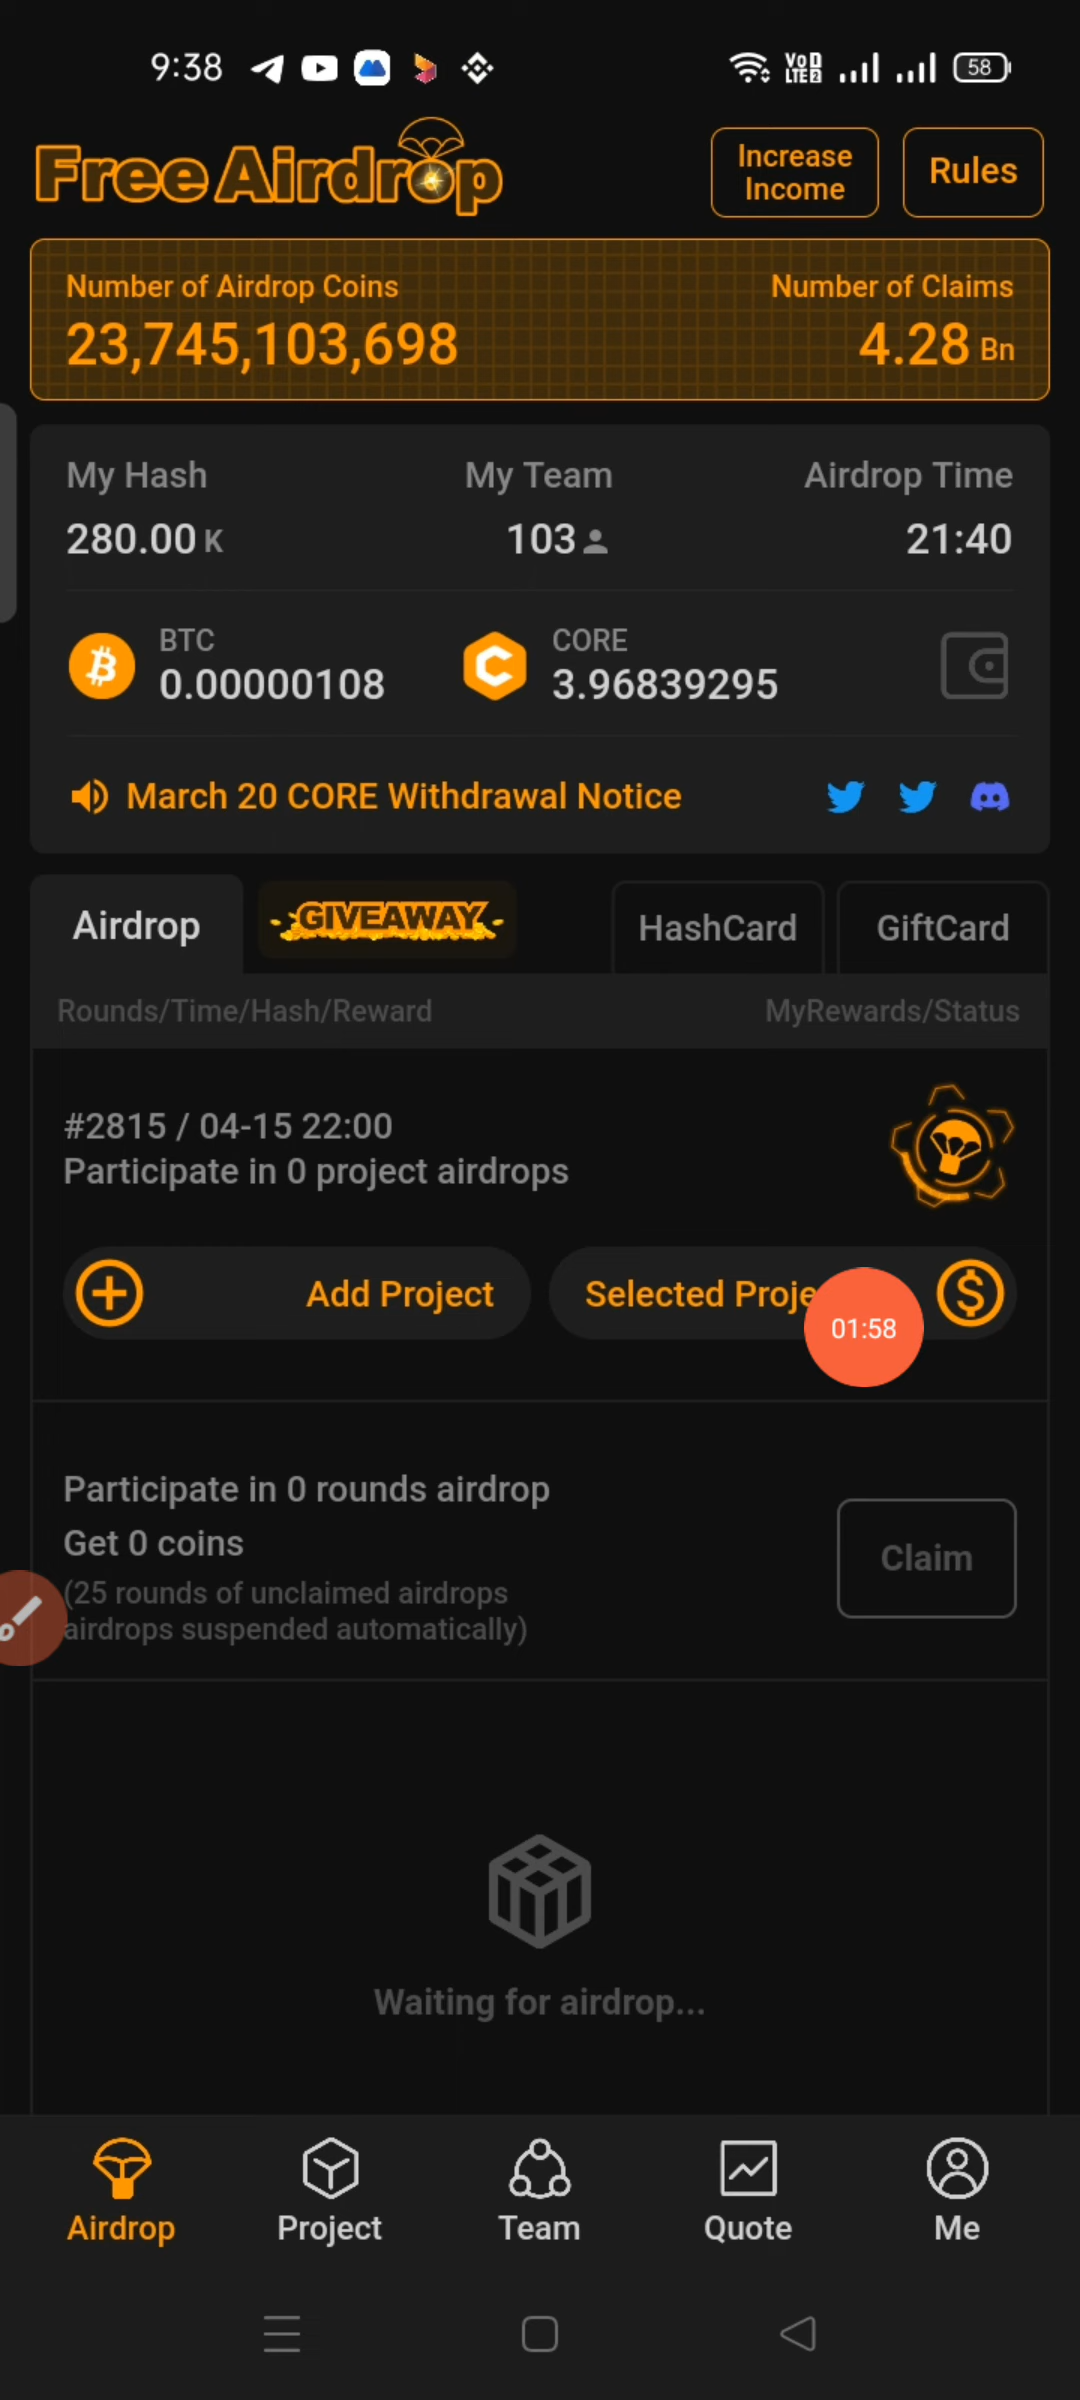 9:38
VoD LTE2
58
Free Airdrop
Increase
Income
Rules
Number of Airdrop Coins
Number of Claims
23,745,103,698
4.28 Bn
My Hash
My Team
Airdrop Time
280.00 K
103
21:40
BTC
0.00000108
CORE
3.96839295
March 20 CORE Withdrawal Notice
Airdrop
GIVEAWAY
HashCard
GiftCard
Rounds/Time/Hash/Reward
MyRewards/Status
#2815 / 04-15 22:00
Participate in 0 project airdrops
Add Project
Selected Proje
01:58
Participate in 0 rounds airdrop
Get 0 coins
(25 rounds of unclaimed airdrops
airdrops suspended automatically)
Claim
Waiting for airdrop...
Airdrop
Project
Team
Quote
Me